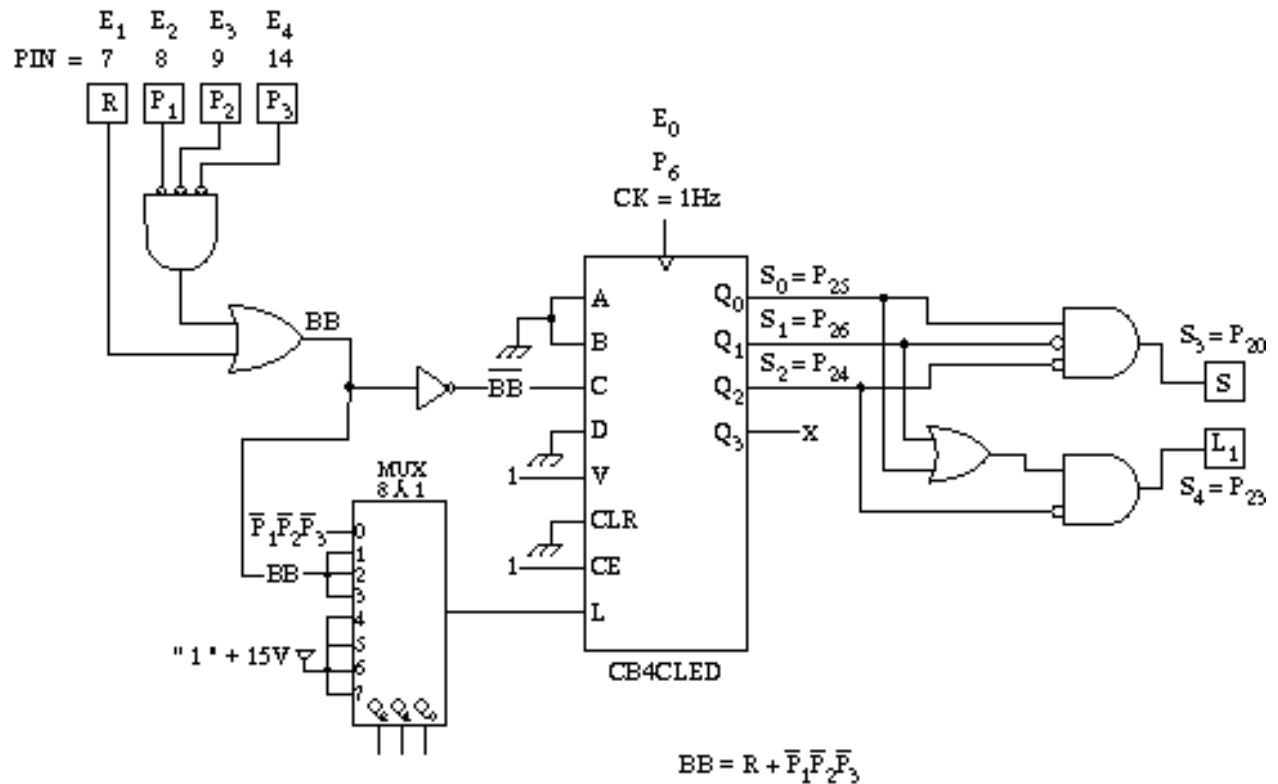 E1 E2 E3 E4
PIN = 7 8 9 14
R P1 P2 P3
E0
P6
CK = 1Hz
BB
B̅B̅
A
B
C
D
1 V
CLR
1 CE
L
Q0
Q1
Q2
Q3 x
CB4CLED
S0 = P25
S1 = P26
S2 = P24
S3 = P20
S
L1
S4 = P23
MUX
8 Å 1
P̅1P̅2P̅3 0
1
BB 2
3
4
5
"1" + 15V 6
7
Q2 Q1 Q0
BB = R + P̅1P̅2P̅3